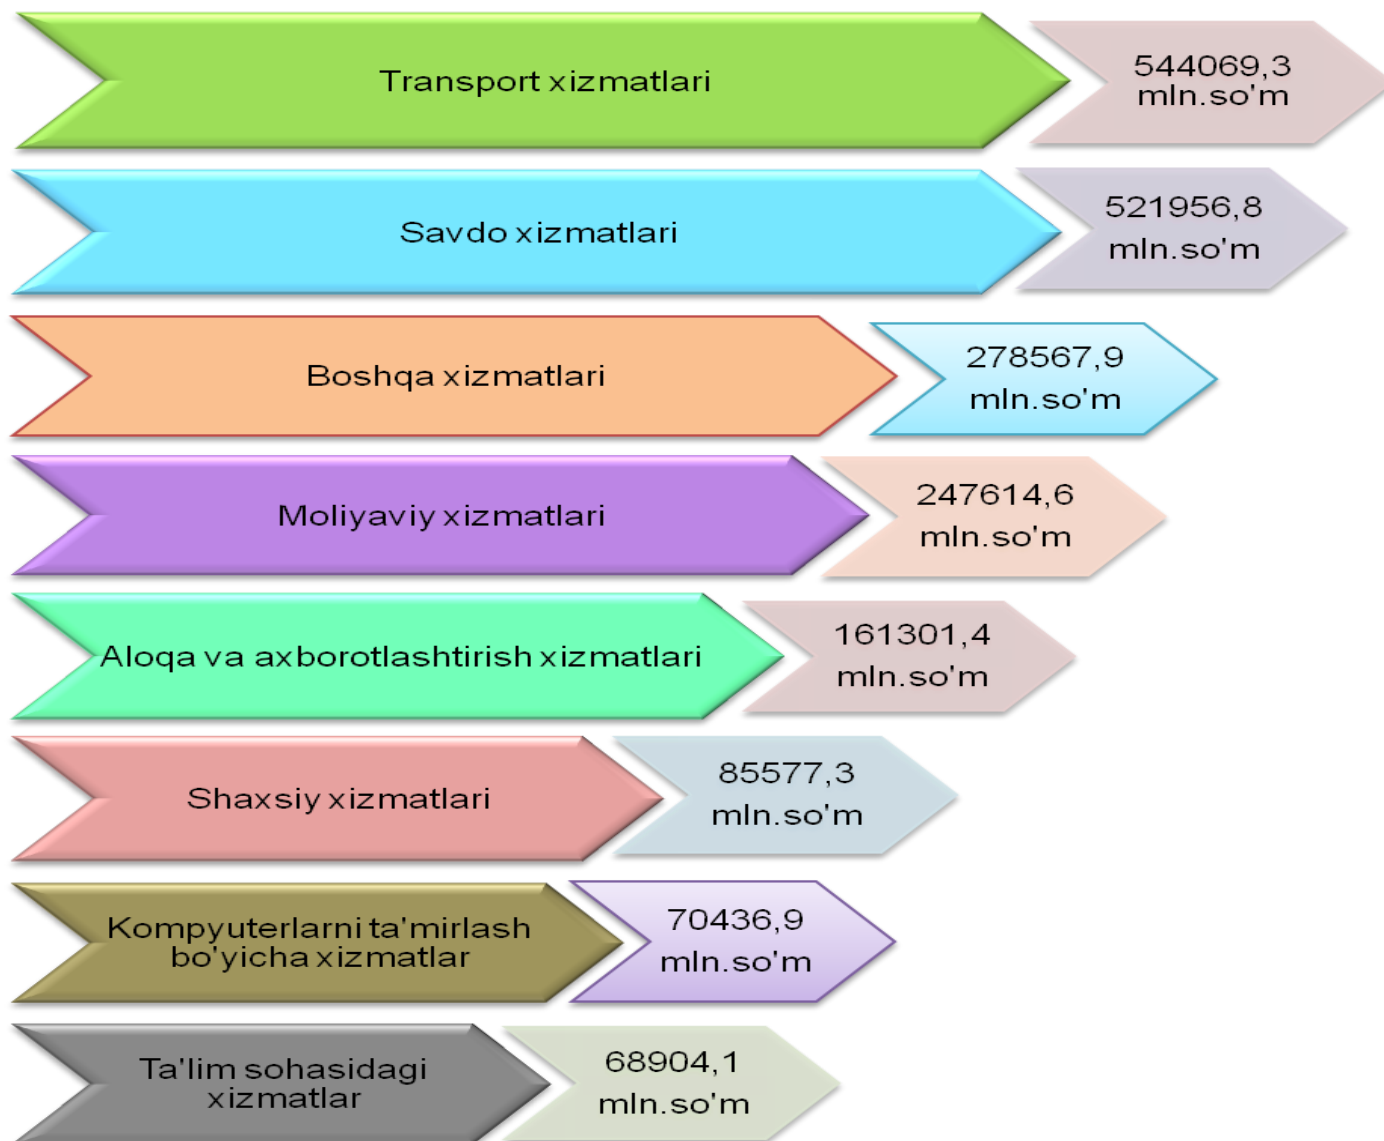 Transport xizmatlari
544069,3
mln.so'm
Savdo xizmatlari
521956,8
mln.so'm
Boshqa xizmatlari
278567,9
mln.so'm
Moliyaviy xizmatlari
247614,6
mln.so'm
Aloqa va axborotlashtirish xizmatlari
161301,4
mln.so'm
Shaxsiy xizmatlari
85577,3
mln.so'm
Kompyuterlarni ta'mirlash
bo'yicha xizmatlar
70436,9
mln.so'm
Ta'lim sohasidagi
xizmatlar
68904,1
mln.so'm